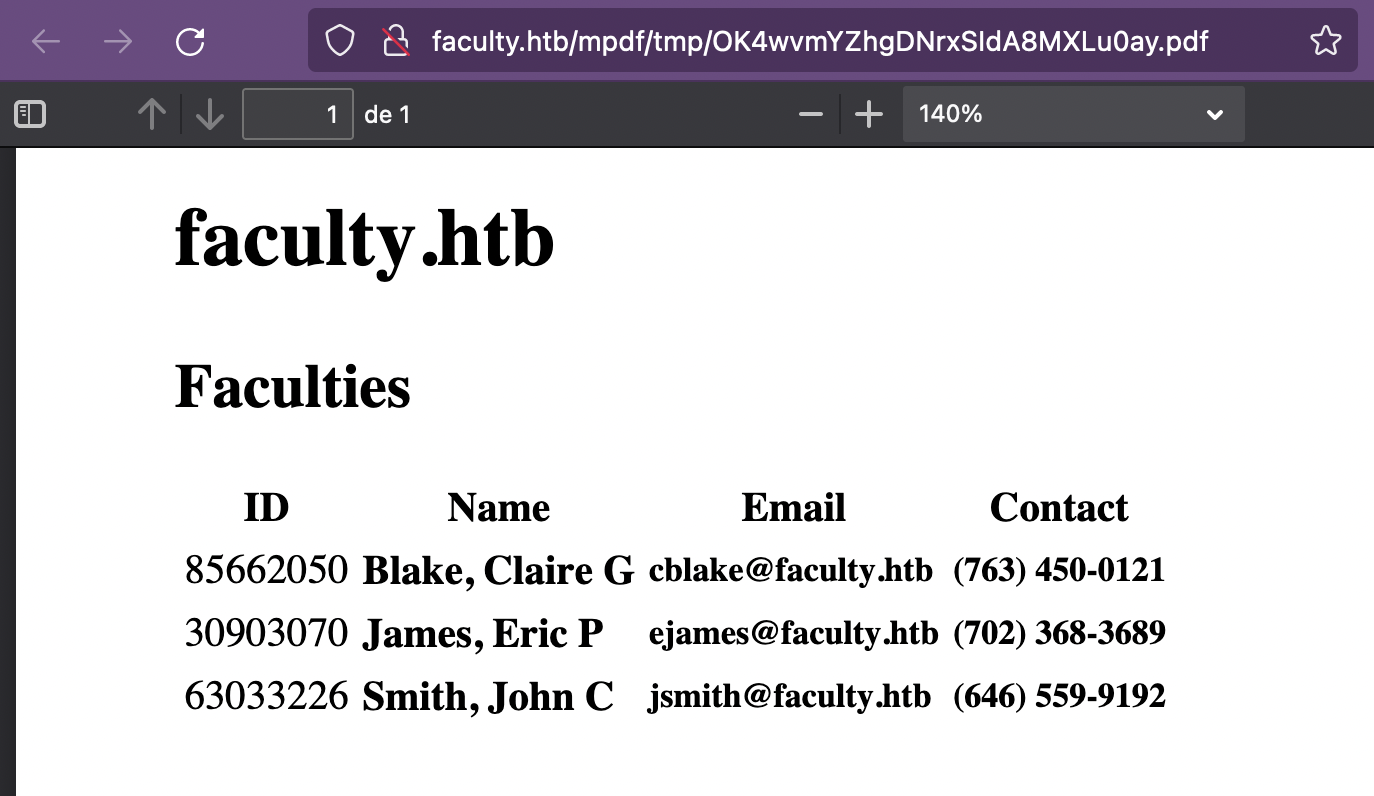 faculty.htb/mpdf/tmp/OK4wvmYZhgDNrxSIdA8MXLu0ay.pdf
1 de 1 140%
faculty.htb
Faculties
ID Name Email Contact
85662050 Blake, Claire G cblake@faculty.htb (763) 450-0121
30903070 James, Eric P ejames@faculty.htb (702) 368-3689
63033226 Smith, John C jsmith@faculty.htb (646) 559-9192